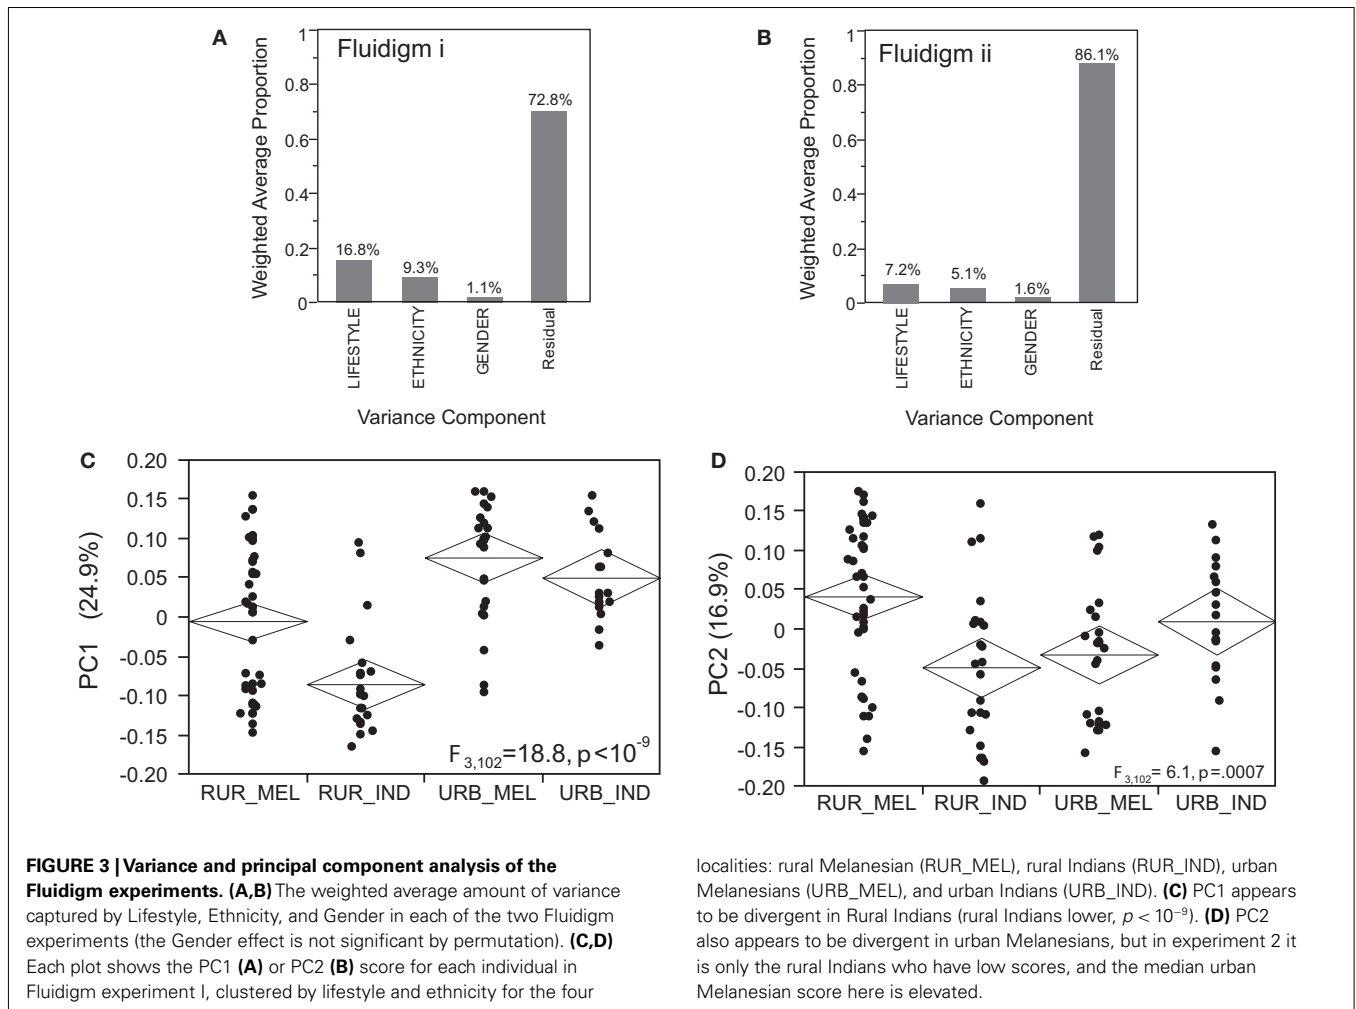 A
Fluidigm i
Weighted Average Proportion
1
0.8
0.6
0.4
0.2
0
16.8%
9.3%
1.1%
72.8%
LIFESTYLE
ETHNICITY
GENDER
Residual
Variance Component
B
Fluidigm ii
Weighted Average Proportion
1
0.8
0.6
0.4
0.2
0
7.2%
5.1%
1.6%
86.1%
LIFESTYLE
ETHNICITY
GENDER
Residual
Variance Component
C
PC1 (24.9%)
0.20
0.15
0.10
0.05
0
-0.05
-0.10
-0.15
-0.20
F3,102=18.8, p<10-9
RUR_MEL RUR_IND URB_MEL URB_IND
D
PC2 (16.9%)
0.20
0.15
0.10
0.05
0
-0.05
-0.10
-0.15
-0.20
F3,102= 6.1, p=.0007
RUR_MEL RUR_IND URB_MEL URB_IND
FIGURE 3 | Variance and principal component analysis of the
Fluidigm experiments. (A,B) The weighted average amount of variance
captured by Lifestyle, Ethnicity, and Gender in each of the two Fluidigm
experiments (the Gender effect is not significant by permutation). (C,D)
Each plot shows the PC1 (A) or PC2 (B) score for each individual in
Fluidigm experiment I, clustered by lifestyle and ethnicity for the four
localities: rural Melanesian (RUR_MEL), rural Indians (RUR_IND), urban
Melanesians (URB_MEL), and urban Indians (URB_IND). (C) PC1 appears
to be divergent in Rural Indians (rural Indians lower, p < 10−9). (D) PC2
also appears to be divergent in urban Melanesians, but in experiment 2 it
is only the rural Indians who have low scores, and the median urban
Melanesian score here is elevated.